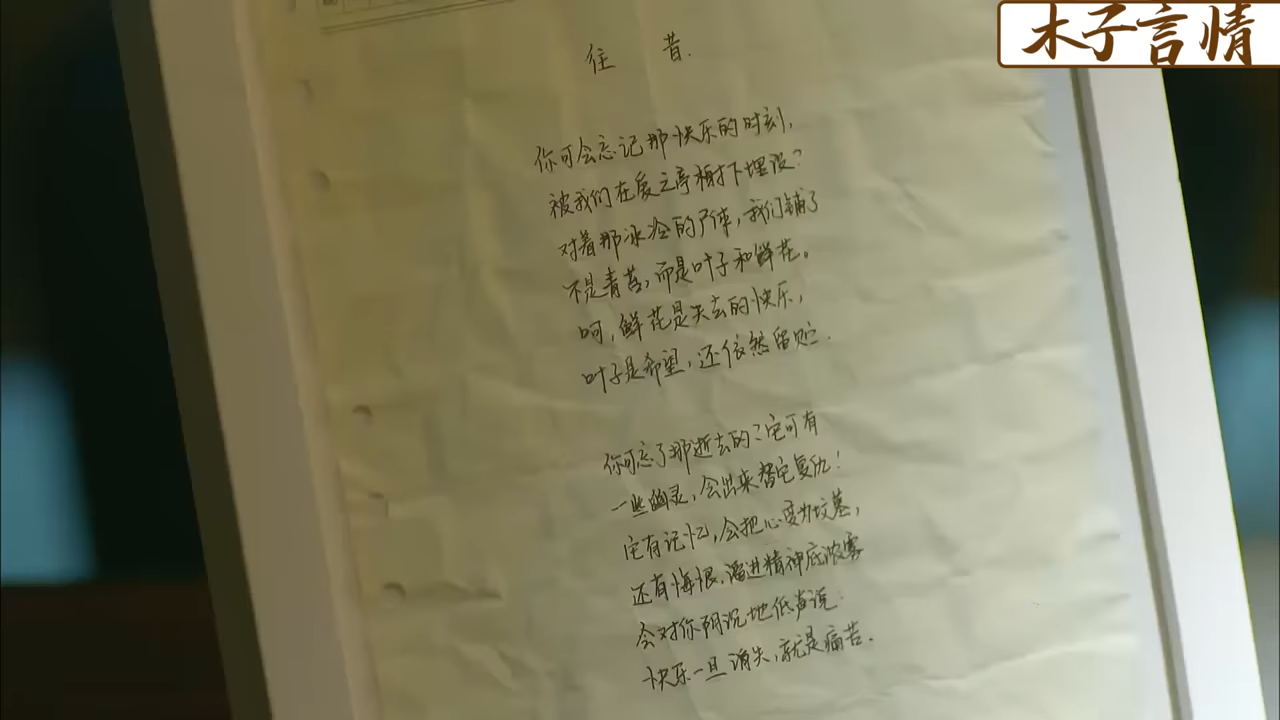 木子言情
往昔.
你可会忘记那快乐的时刻,
被我们在爱之亭榭下埋没?
对着那冰冷的尸体,我们铺了
不是青苔,而是叶子和鲜花。
呵,鲜花是失去的快乐,
叶子是希望,还依然留贮.
你可忘了那逝去的?它可有
一些幽灵,会出来替它复仇!
它有记忆,会把心变为坟墓,
还有悔恨,溜进精神底浓雾
会对你阴沉地低声说:
快乐一旦消失,就是痛苦.